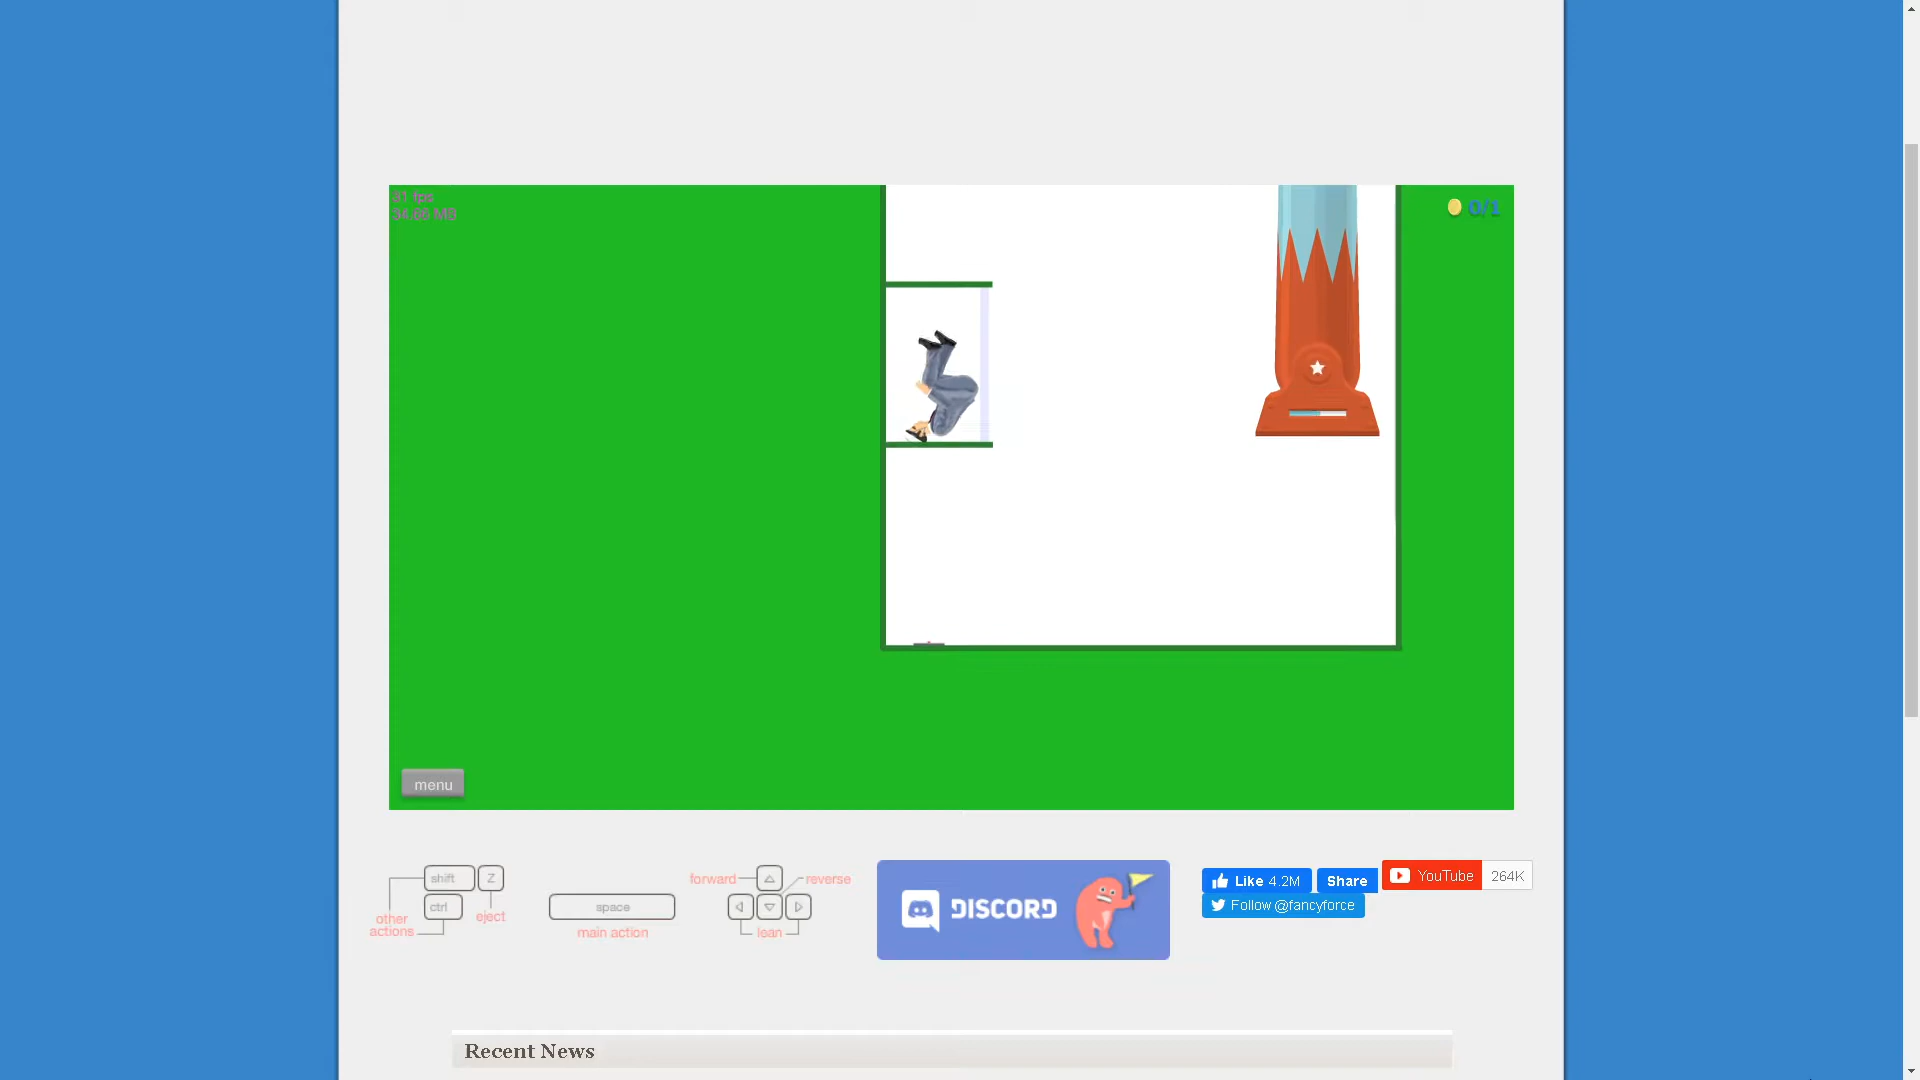 31 fps
34.66 MB
0/1
menu
shift
Z
ctrl
other
actions
eject
space
main action
forward
reverse
lean
DISCORD
Like 4.2M
Share
YouTube
264K
Follow @fancyforce
Recent News